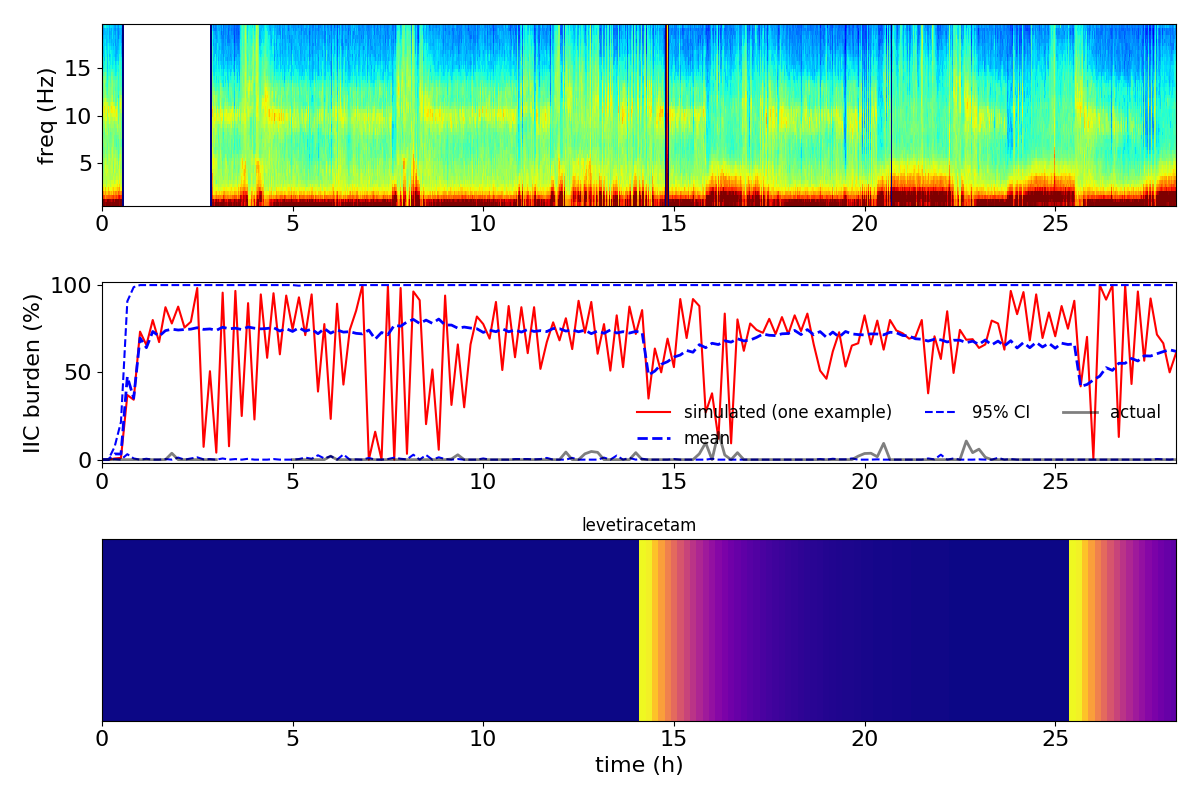 freq (Hz)
15
10
5
0 5 10 15 20 25
IIC burden (%)
100
50
0
simulated (one example) 95% CI actual
mean
0 5 10 15 20 25
levetiracetam
0 5 10 15 20 25
time (h)